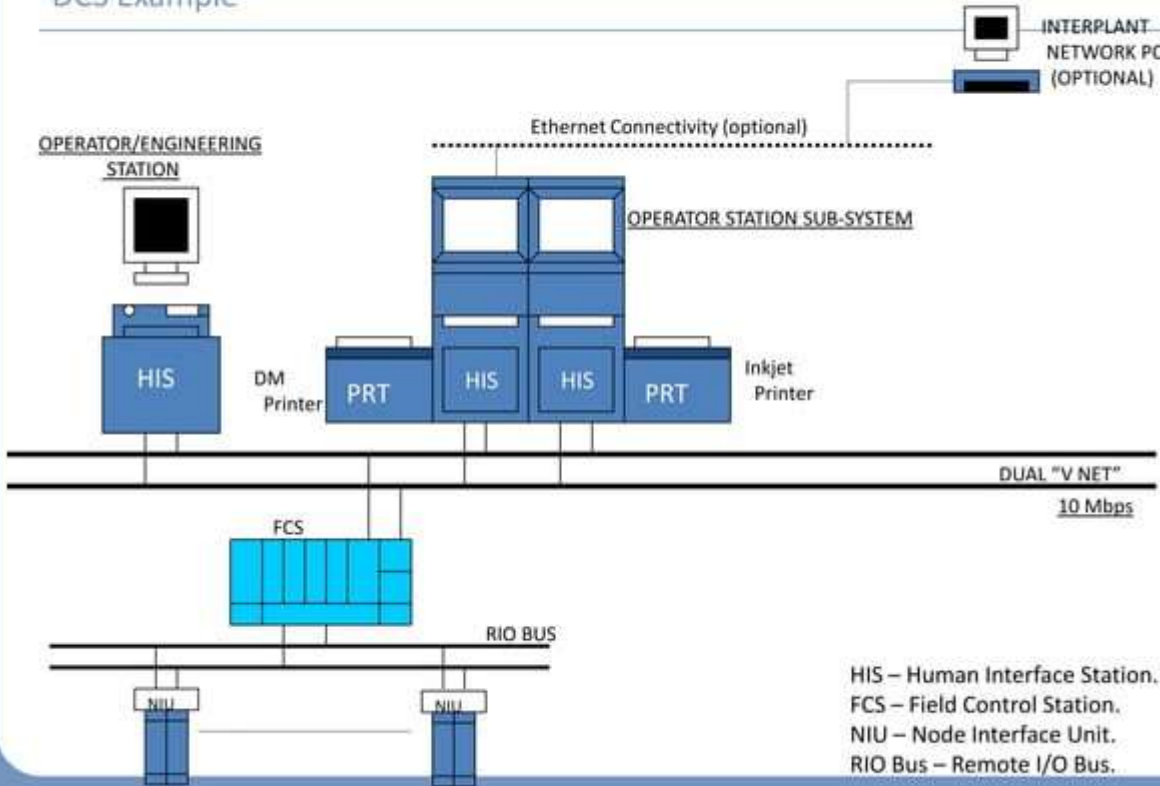 DCS Example
INTERPLANT
NETWORK PC
(OPTIONAL)
Ethernet Connectivity (optional)
OPERATOR/ENGINEERING
STATION
OPERATOR STATION SUB-SYSTEM
HIS
DM
Printer
PRT
HIS
HIS
PRT
Inkjet
Printer
DUAL "V NET"
10 Mbps
FCS
RIO BUS
NIU
NIU
HIS – Human Interface Station.
FCS – Field Control Station.
NIU – Node Interface Unit.
RIO Bus – Remote I/O Bus.